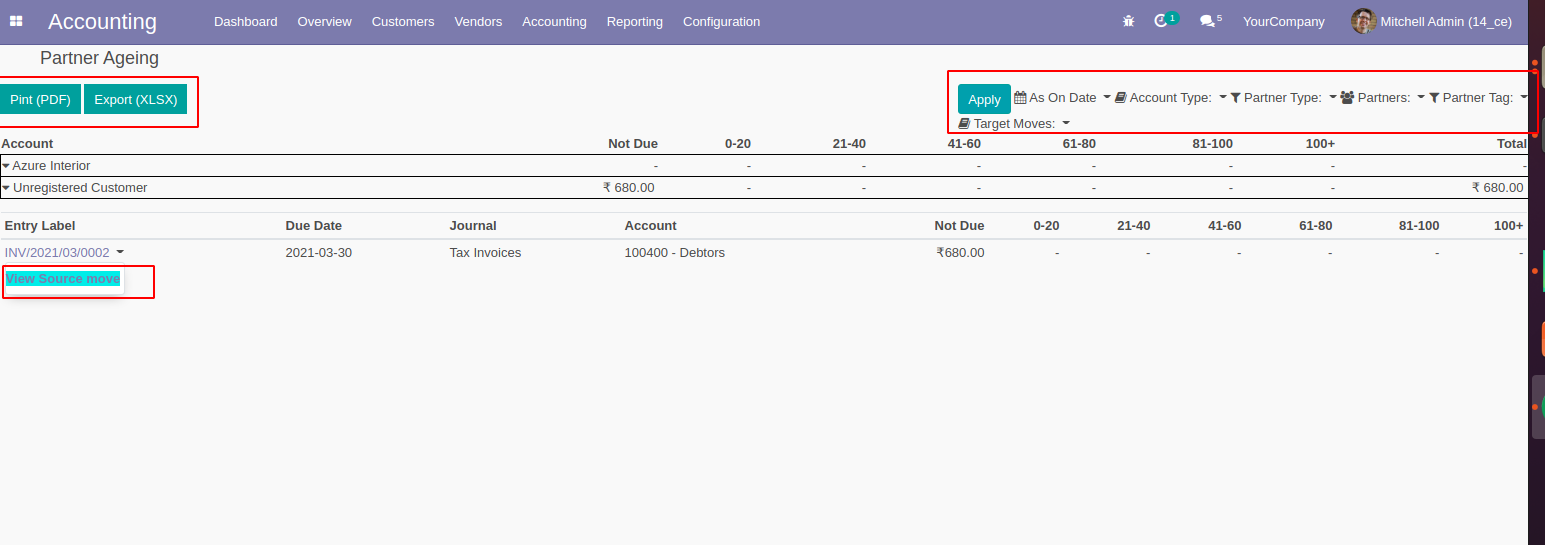 Accounting Dashboard Overview Customers Vendors Accounting Reporting Configuration 1 5 YourCompany Mitchell Admin (14_ce)
Partner Ageing
Pint (PDF) Export (XLSX) Apply As On Date Account Type: Partner Type: Partners: Partner Tag:
Target Moves:
Account Not Due 0-20 21-40 41-60 61-80 81-100 100+ Total
Azure Interior - - - - - - - -
Unregistered Customer ₹ 680.00 - - - - - - ₹ 680.00
Entry Label Due Date Journal Account Not Due 0-20 21-40 41-60 61-80 81-100 100+
INV/2021/03/0002 2021-03-30 Tax Invoices 100400 - Debtors ₹680.00 - - - - - -
View Source move